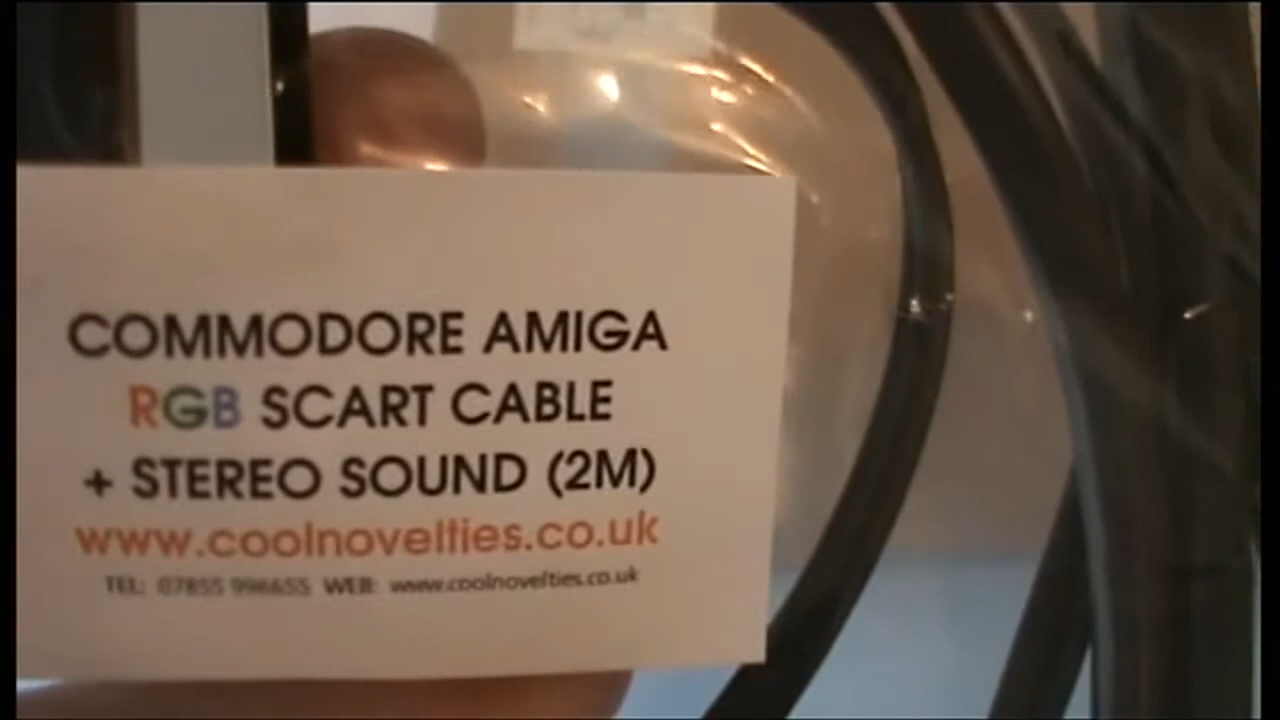 COMMODORE AMIGA
RGB SCART CABLE
+ STEREO SOUND (2M)
www.coolnovelties.co.uk
TEL: 07855 996655 WEB: www.coolnovelties.co.uk